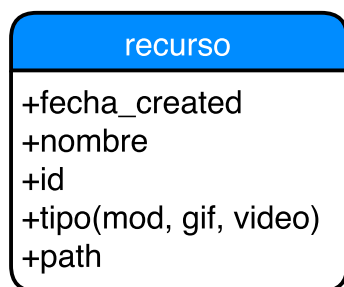 recurso
+fecha_created
+nombre
+id
+tipo(mod, gif, video)
+path